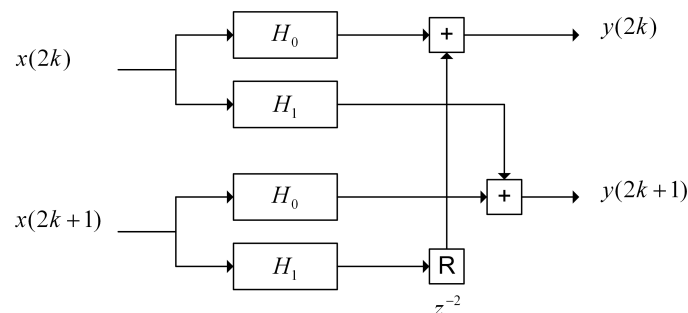 x(2k)
H₀
+
y(2k)
H₁
x(2k+1)
H₀
+
y(2k+1)
H₁
R
z⁻²